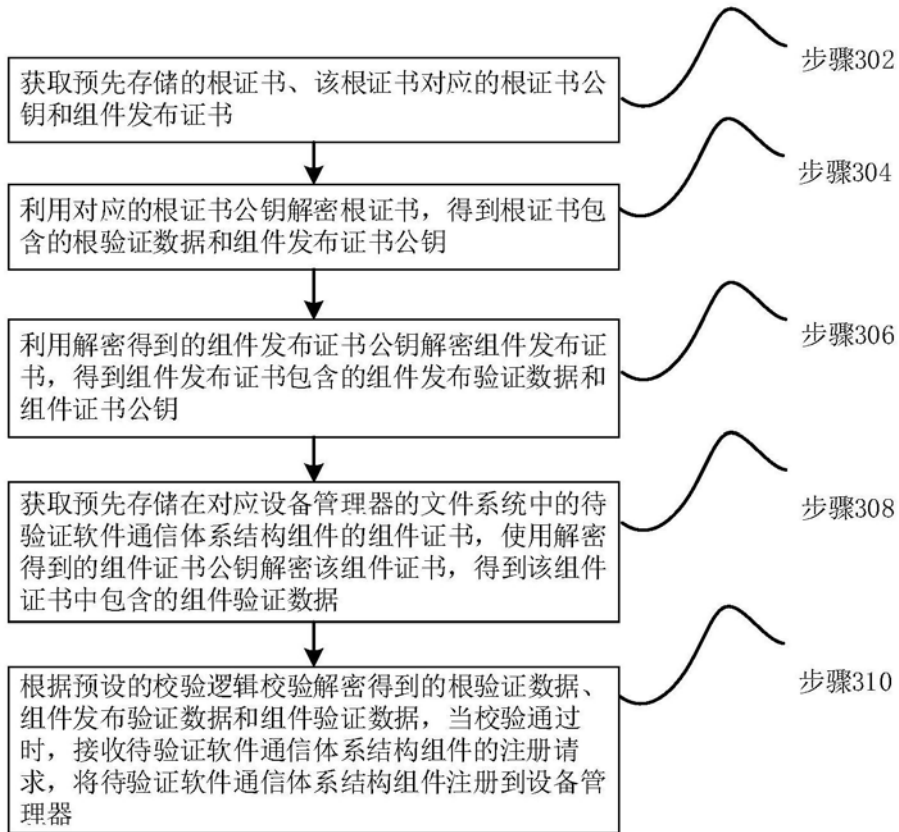 步骤302
获取预先存储的根证书、该根证书对应的根证书公
钥和组件发布证书
步骤304
利用对应的根证书公钥解密根证书，得到根证书包
含的根验证数据和组件发布证书公钥
步骤306
利用解密得到的组件发布证书公钥解密组件发布证
书，得到组件发布证书包含的组件发布验证数据和
组件证书公钥
步骤308
获取预先存储在对应设备管理器的文件系统中的待
验证软件通信体系结构组件的组件证书，使用解密
得到的组件证书公钥解密该组件证书，得到该组件
证书中包含的组件验证数据
步骤310
根据预设的校验逻辑校验解密得到的根验证数据、
组件发布验证数据和组件验证数据，当校验通过
时，接收待验证软件通信体系结构组件的注册请
求，将待验证软件通信体系结构组件注册到设备管
理器